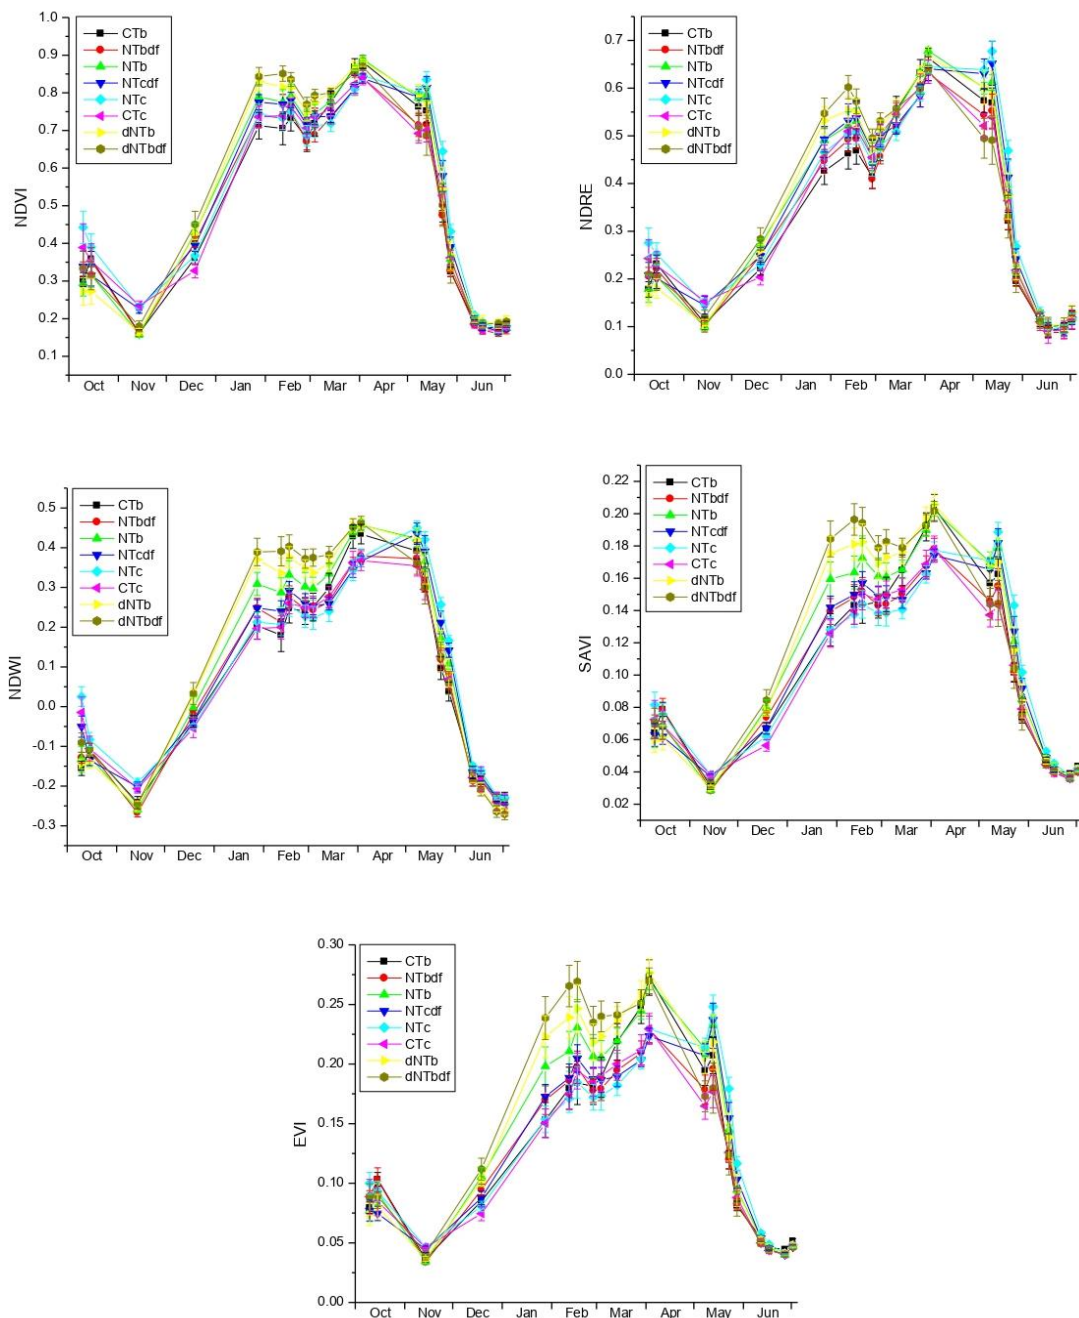 NDVI
1.0
0.9
0.8
0.7
0.6
0.5
0.4
0.3
0.2
0.1
CTb
NTbdf
NTb
NTcdf
NTc
CTc
dNTb
dNTbdf
Oct Nov Dec Jan Feb Mar Apr May Jun
NDRE
0.7
0.6
0.5
0.4
0.3
0.2
0.1
0.0
CTb
NTbdf
NTb
NTcdf
NTc
CTc
dNTb
dNTbdf
Oct Nov Dec Jan Feb Mar Apr May Jun
NDWI
0.5
0.4
0.3
0.2
0.1
0.0
-0.1
-0.2
-0.3
CTb
NTbdf
NTb
NTcdf
NTc
CTc
dNTb
dNTbdf
Oct Nov Dec Jan Feb Mar Apr May Jun
SAVI
0.22
0.20
0.18
0.16
0.14
0.12
0.10
0.08
0.06
0.04
0.02
CTb
NTbdf
NTb
NTcdf
NTc
CTc
dNTb
dNTbdf
Oct Nov Dec Jan Feb Mar Apr May Jun
EVI
0.30
0.25
0.20
0.15
0.10
0.05
0.00
CTb
NTbdf
NTb
NTcdf
NTc
CTc
dNTb
dNTbdf
Oct Nov Dec Jan Feb Mar Apr May Jun